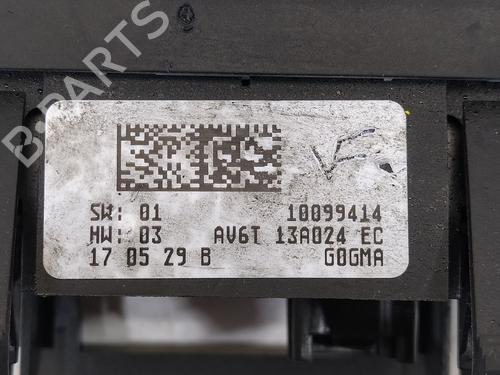 B-PARTS
SW: 01 10099414
HW: 03 AV6T 13A024 EC
17 05 29 B GOGMA